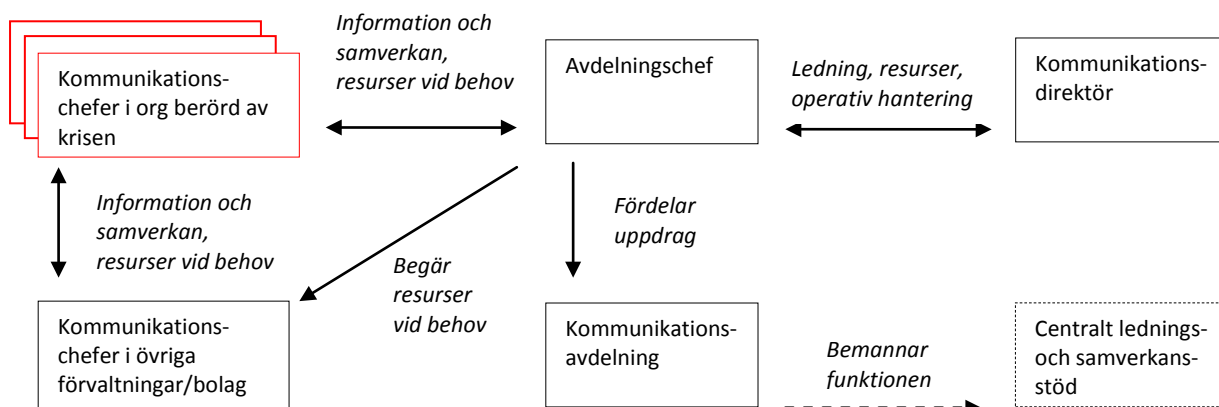 Kommunikations-
chefer i org berörd av
krisen
Information och
samverkan,
resurser vid behov
Avdelningschef
Ledning, resurser,
operativ hantering
Kommunikations-
direktör
Information och
samverkan,
resurser vid behov
Begär
resurser
vid behov
Fördelar
uppdrag
Kommunikations-
chefer i övriga
förvaltningar/bolag
Kommunikations-
avdelning
Bemannar
funktionen
Centralt lednings-
och samverkans-
stöd